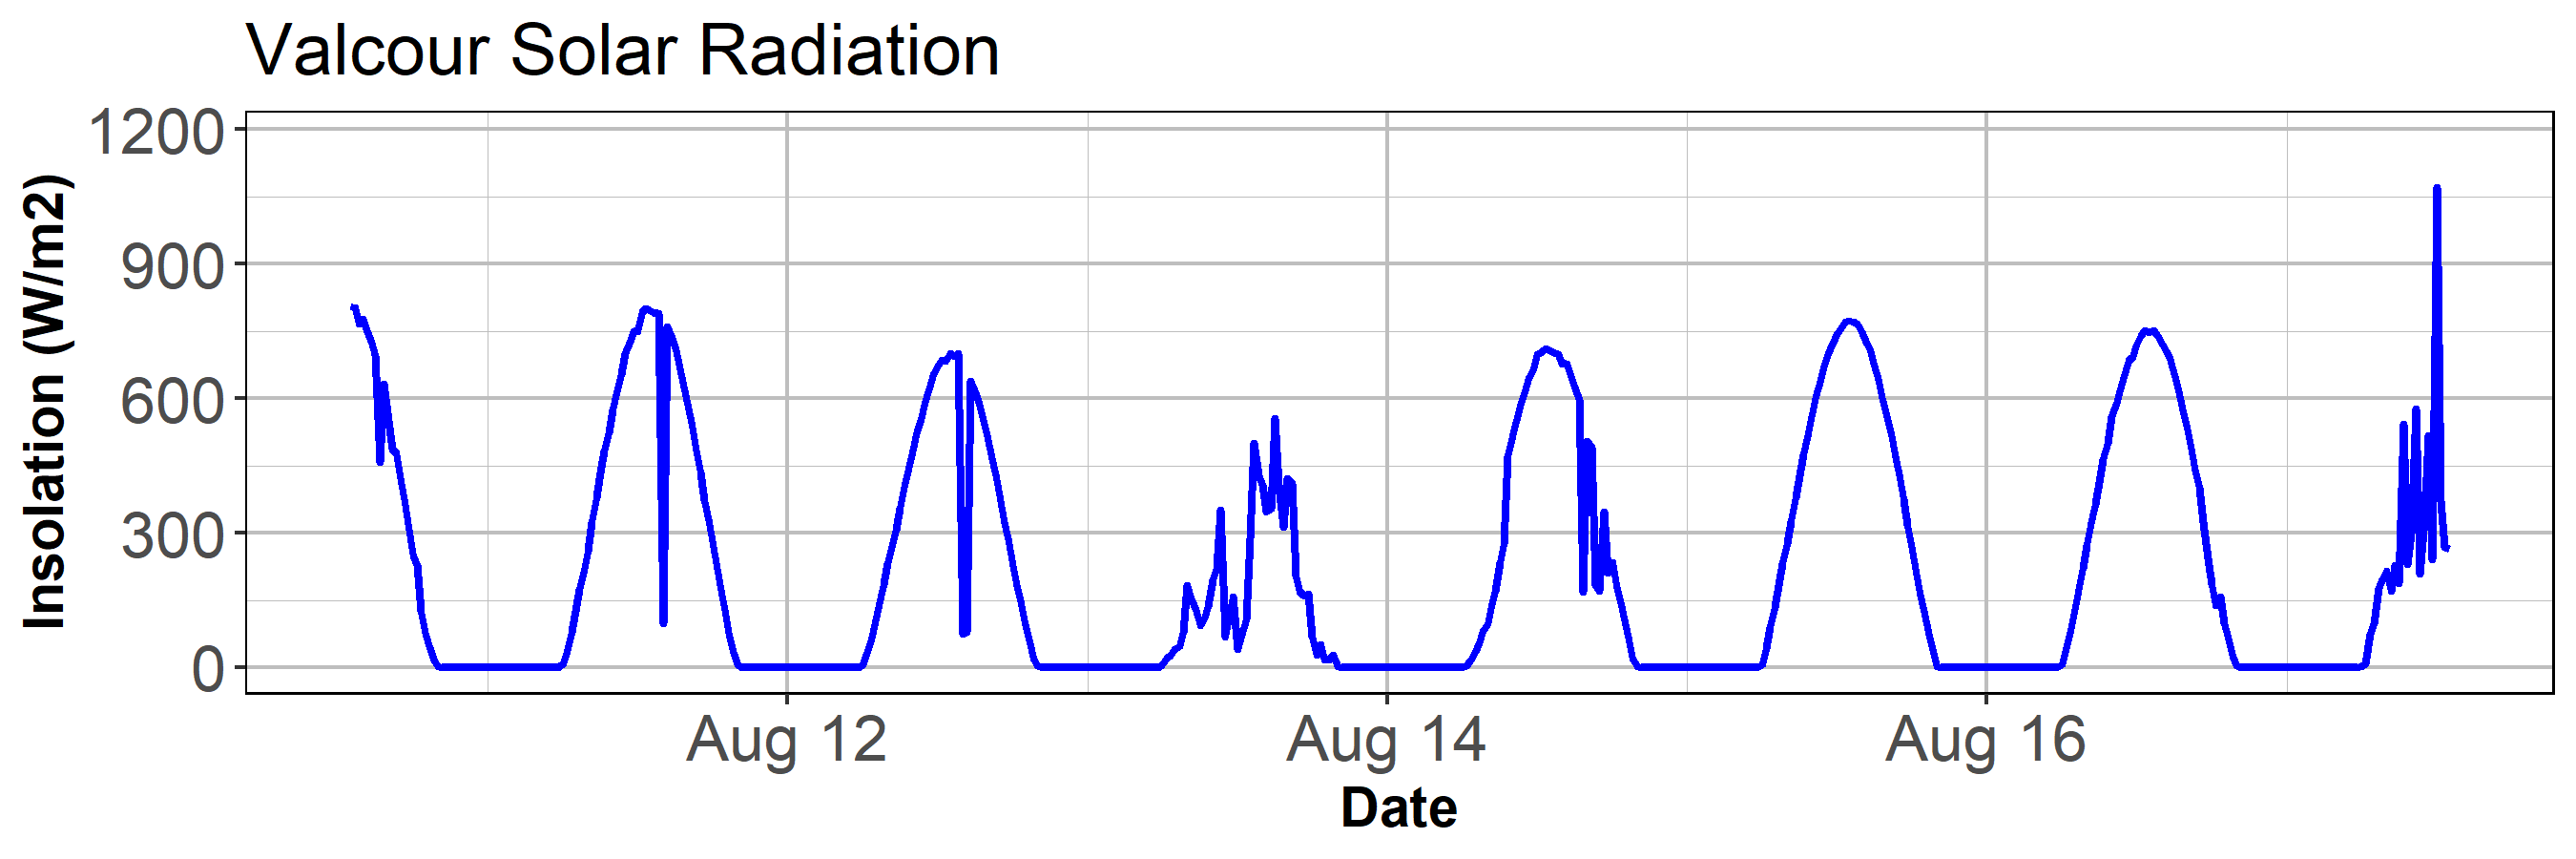 Valcour Solar Radiation
1200
900
600
300
0
Insolation (W/m2)
Aug 12
Aug 14
Aug 16
Date